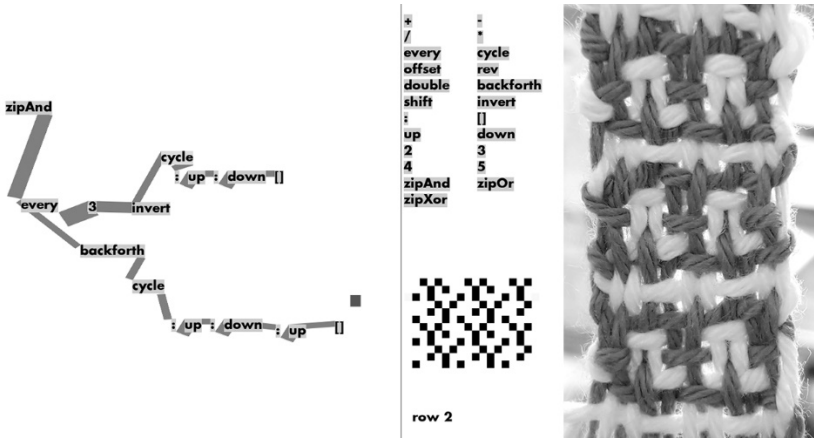 zipAnd
cycle
: up : down []
every 3 invert
backforth
cycle
: up : down : up []
+ -
/ *
every cycle
offset rev
double backforth
shift invert
: []
up down
2 3
4 5
zipAnd zipOr
zipXor
row 2